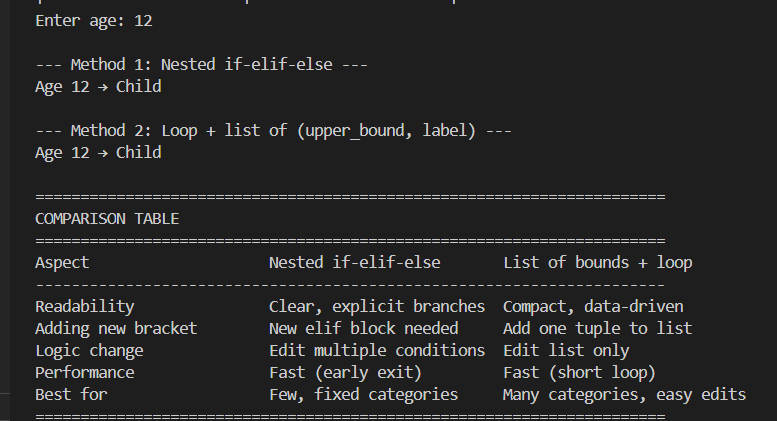 Enter age: 12
--- Method 1: Nested if-elif-else ---
Age 12 → Child
--- Method 2: Loop + list of (upper_bound, label) ---
Age 12 → Child
======================================================================
COMPARISON TABLE
======================================================================
Aspect                    Nested if-elif-else       List of bounds + loop
----------------------------------------------------------------------
Readability               Clear, explicit branches  Compact, data-driven
Adding new bracket        New elif block needed     Add one tuple to list
Logic change              Edit multiple conditions  Edit list only
Performance               Fast (early exit)         Fast (short loop)
Best for                  Few, fixed categories     Many categories, easy edits
======================================================================